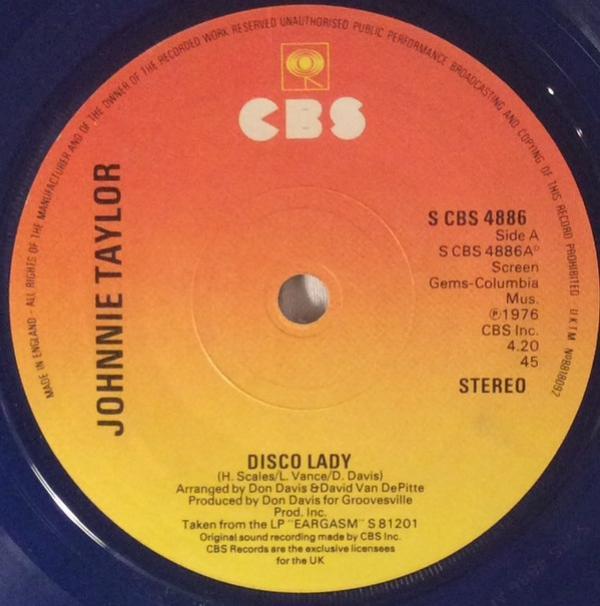 MADE IN ENGLAND - ALL RIGHTS OF THE MANUFACTURER AND OF THE OWNER OF THE RECORDED WORK RESERVED UNAUTHORISED PUBLIC PERFORMANCE BROADCASTING AND COPYING OF THIS RECORD PROHIBITED U.K.T.M. Nº8818092
CBS
JOHNNIE TAYLOR
S CBS 4886
Side A
S CBS 4886Aᴰ
Screen
Gems-Columbia
Mus.
℗1976
CBS Inc.
4.20
45
STEREO
DISCO LADY
(H. Scales/L. Vance/D. Davis)
Arranged by Don Davis & David Van DePitte
Produced by Don Davis for Groovesville
Prod. Inc.
Taken from the LP "EARGASM" S 81201
Original sound recording made by CBS Inc.
CBS Records are the exclusive licensees
for the UK